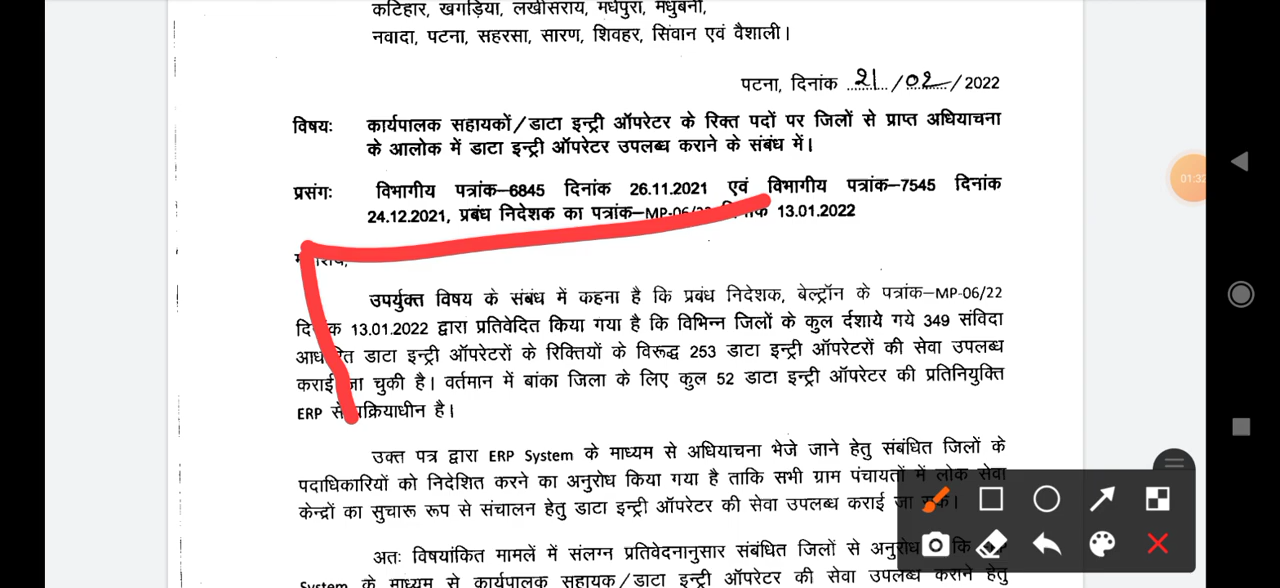 कटिहार, खगड़िया, लखीसराय, मधेपुरा, मधुबनी,
नवादा, पटना, सहरसा, सारण, शिवहर, सिवान एवं वैशाली।
पटना, दिनांक 21/02/2022
विषयः कार्यपालक सहायकों/डाटा इन्ट्री ऑपरेटर के रिक्त पदों पर जिलों से प्राप्त अधियाचना
के आलोक में डाटा इन्ट्री ऑपरेटर उपलब्ध कराने के संबंध में।
प्रसंगः विभागीय पत्रांक–6845 दिनांक 26.11.2021 एवं विभागीय पत्रांक–7545 दिनांक
24.12.2021, प्रबंध निदेशक का पत्रांक–MP-06/22 13.01.2022
01:33
उपर्युक्त विषय के संबंध में कहना है कि प्रबंध निदेशक, बेल्ट्रॉन के पत्रांक–MP-06/22
13.01.2022 द्वारा प्रतिवेदित किया गया है कि विभिन्न जिलों के कुल दर्शाये गये 349 संविदा
डाटा इन्ट्री ऑपरेटरों के रिक्तियों के विरूद्ध 253 डाटा इन्ट्री ऑपरेटरों की सेवा उपलब्ध
कराई जा चुकी है। वर्तमान में बांका जिला के लिए कुल 52 डाटा इन्ट्री ऑपरेटर की प्रतिनियुक्ति
ERP से प्रक्रियाधीन है।
उक्त पत्र द्वारा ERP System के माध्यम से अधियाचना भेजे जाने हेतु संबंधित जिलों के
पदाधिकारियों को निदेशित करने का अनुरोध किया गया है ताकि सभी ग्राम पंचायतों में लोक सेवा
केन्द्रों का सुचारू रूप से संचालन हेतु डाटा इन्ट्री ऑपरेटर की सेवा उपलब्ध कराई जा सके।
अतः विषयांकित मामले में संलग्न प्रतिवेदनानुसार संबंधित जिलों से अनुरोध कि
System के माध्यम से कार्यपालक सहायक/डाटा इन्ट्री ऑपरेटर की सेवा उपलब्ध कराने हेतु